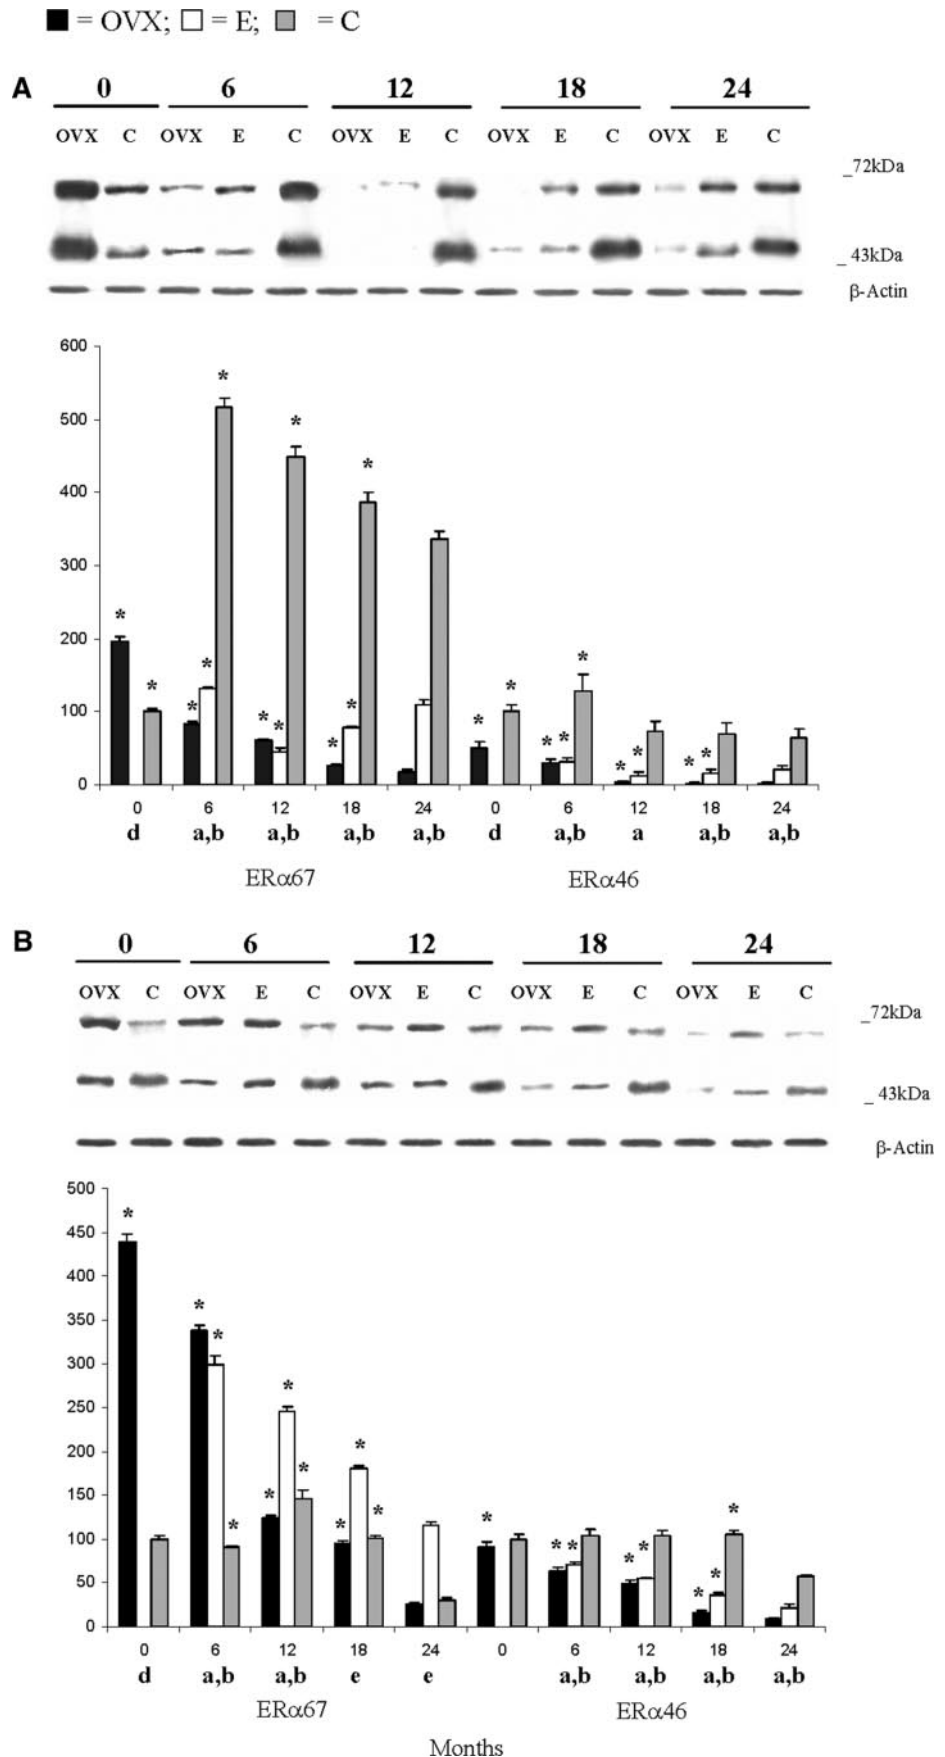 = OVX; = E; = C
A 0 6 12 18 24
OVX C OVX E C OVX E C OVX E C OVX E C
_72kDa
_ 43kDa
β-Actin
600
500
400
300
200
100
0
* * * * * * * * * * * * * * * * * * *
0 6 12 18 24 0 6 12 18 24
d a,b a,b a,b a,b d a,b a a,b a,b
ERα67 ERα46
B 0 6 12 18 24
OVX C OVX E C OVX E C OVX E C OVX E C
_72kDa
_ 43kDa
β-Actin
500
450
400
350
300
250
200
150
100
50
0
* * * * * * * * * * * * * * * * * *
0 6 12 18 24 0 6 12 18 24
d a,b a,b e e a,b a,b a,b a,b
ERα67 ERα46
Months